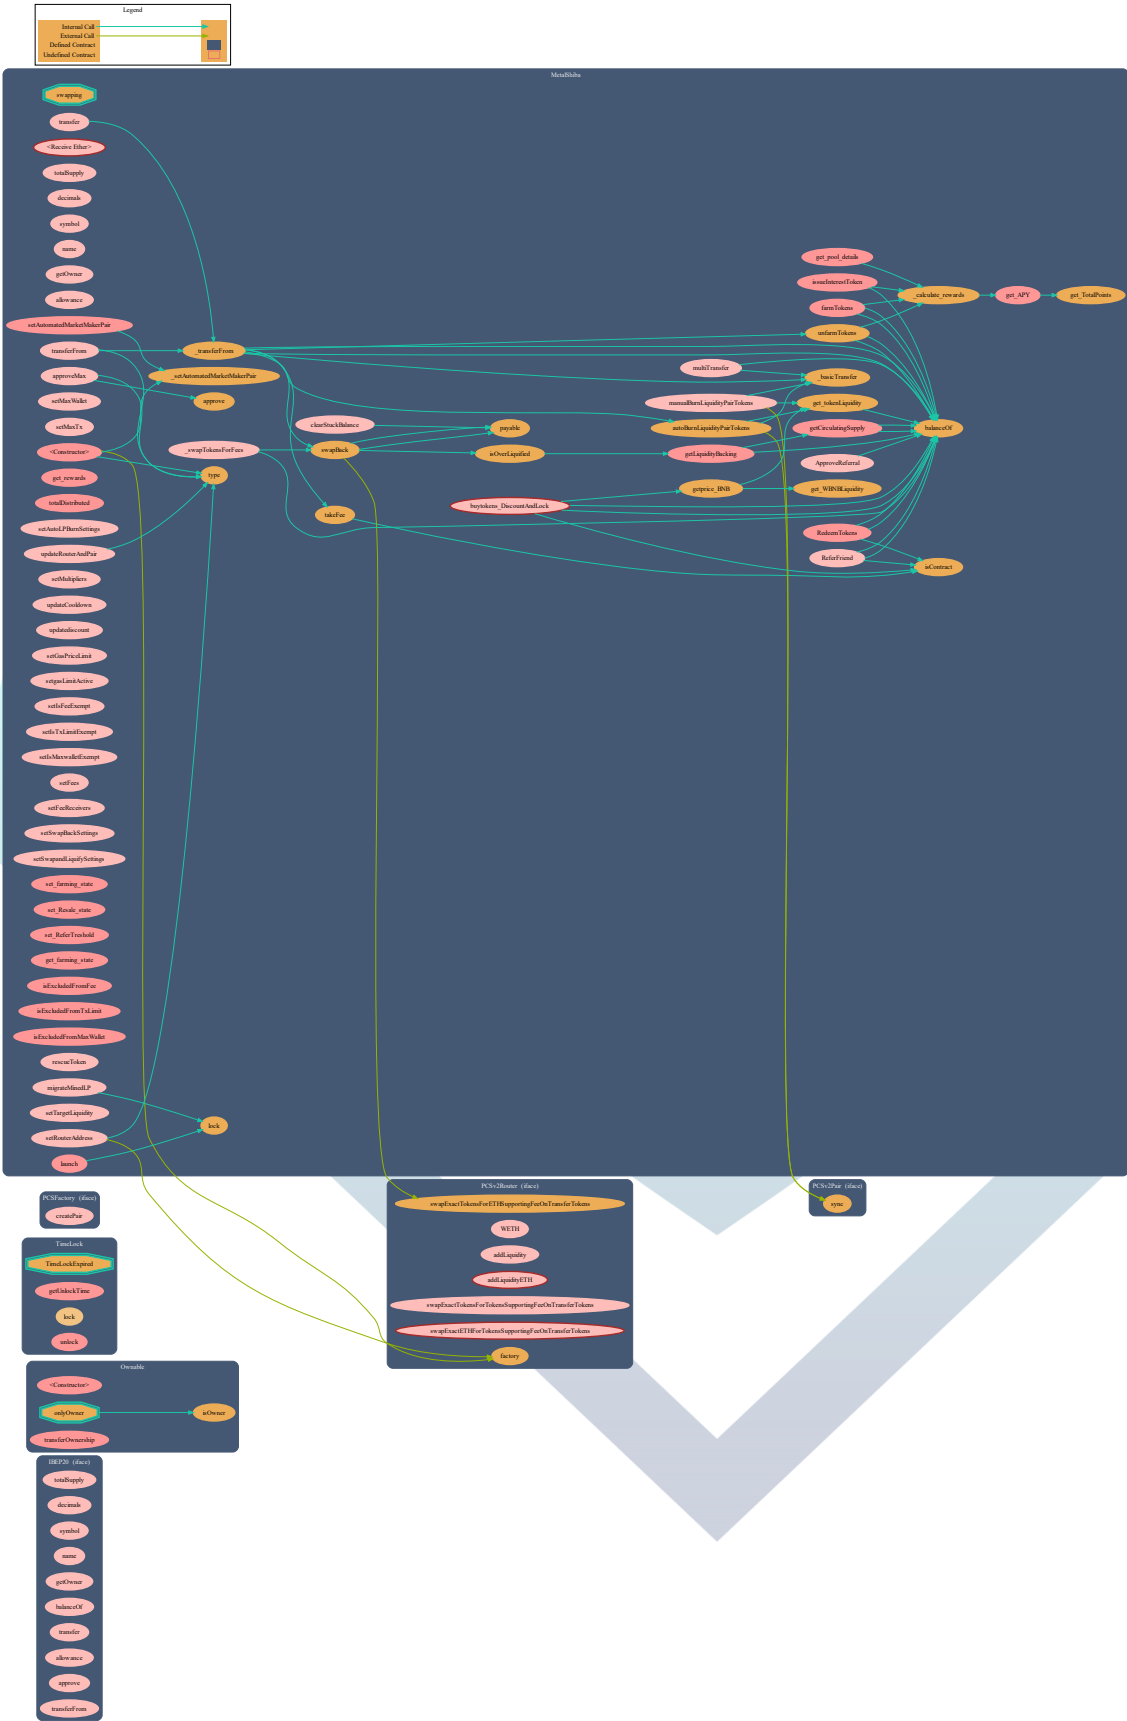 Legend
Internal Call
External Call
Defined Contract
Undefined Contract
MetalShiba
swapping
transfer
<Receive Ether>
totalSupply
decimals
symbol
name
getOwner
allowance
setAutomatedMarketMakerPair
transferFrom
approveMax
setMaxWallet
setMaxTx
<Constructor>
get_rewards
totalDistributed
setAutoLPBurnSettings
updateRouterAndPair
setMultipliers
updateCooldown
updatediscount
setGasPriceLimit
setgasLimitActive
setIsFeeExempt
setIsTxLimitExempt
setIsMaxwalletExempt
setFees
setFeeReceivers
setSwapBackSettings
setSwapandLiquifySettings
set_farming_state
set_Resale_state
set_ReferTreshold
get_farming_state
isExcludedFromFee
isExcludedFromTxLimit
isExcludedFromMaxWallet
rescueToken
migrateMinedLP
setTargetLiquidity
setRouterAddress
launch
_transferFrom
_setAutomatedMarketMakerPair
approve
_swapTokensForFees
type
lock
clearStuckBalance
swapBack
takeFee
payable
isOverLiquified
buytokens_DiscountAndLock
multiTransfer
manualBurnLiquidityPairTokens
autoBurnLiquidityPairTokens
getLiquidityBacking
getprice_BNB
get_pool_details
issueInterestToken
farmTokens
unfarmTokens
_basicTransfer
get_tokenLiquidity
getCirculatingSupply
ApproveReferral
get_WBNBLiquidity
RedeemTokens
ReferFriend
_calculate_rewards
balanceOf
isContract
get_APY
get_TotalPoints
PCSFactory (iface)
createPair
TimeLock
TimeLockExpired
getUnlockTime
lock
unlock
Ownable
<Constructor>
onlyOwner
isOwner
transferOwnership
IBEP20 (iface)
totalSupply
decimals
symbol
name
getOwner
balanceOf
transfer
allowance
approve
transferFrom
PCSv2Router (iface)
swapExactTokensForETHSupportingFeeOnTransferTokens
WETH
addLiquidity
addLiquidityETH
swapExactTokensForTokensSupportingFeeOnTransferTokens
swapExactETHForTokensSupportingFeeOnTransferTokens
factory
PCSv2Pair (iface)
sync